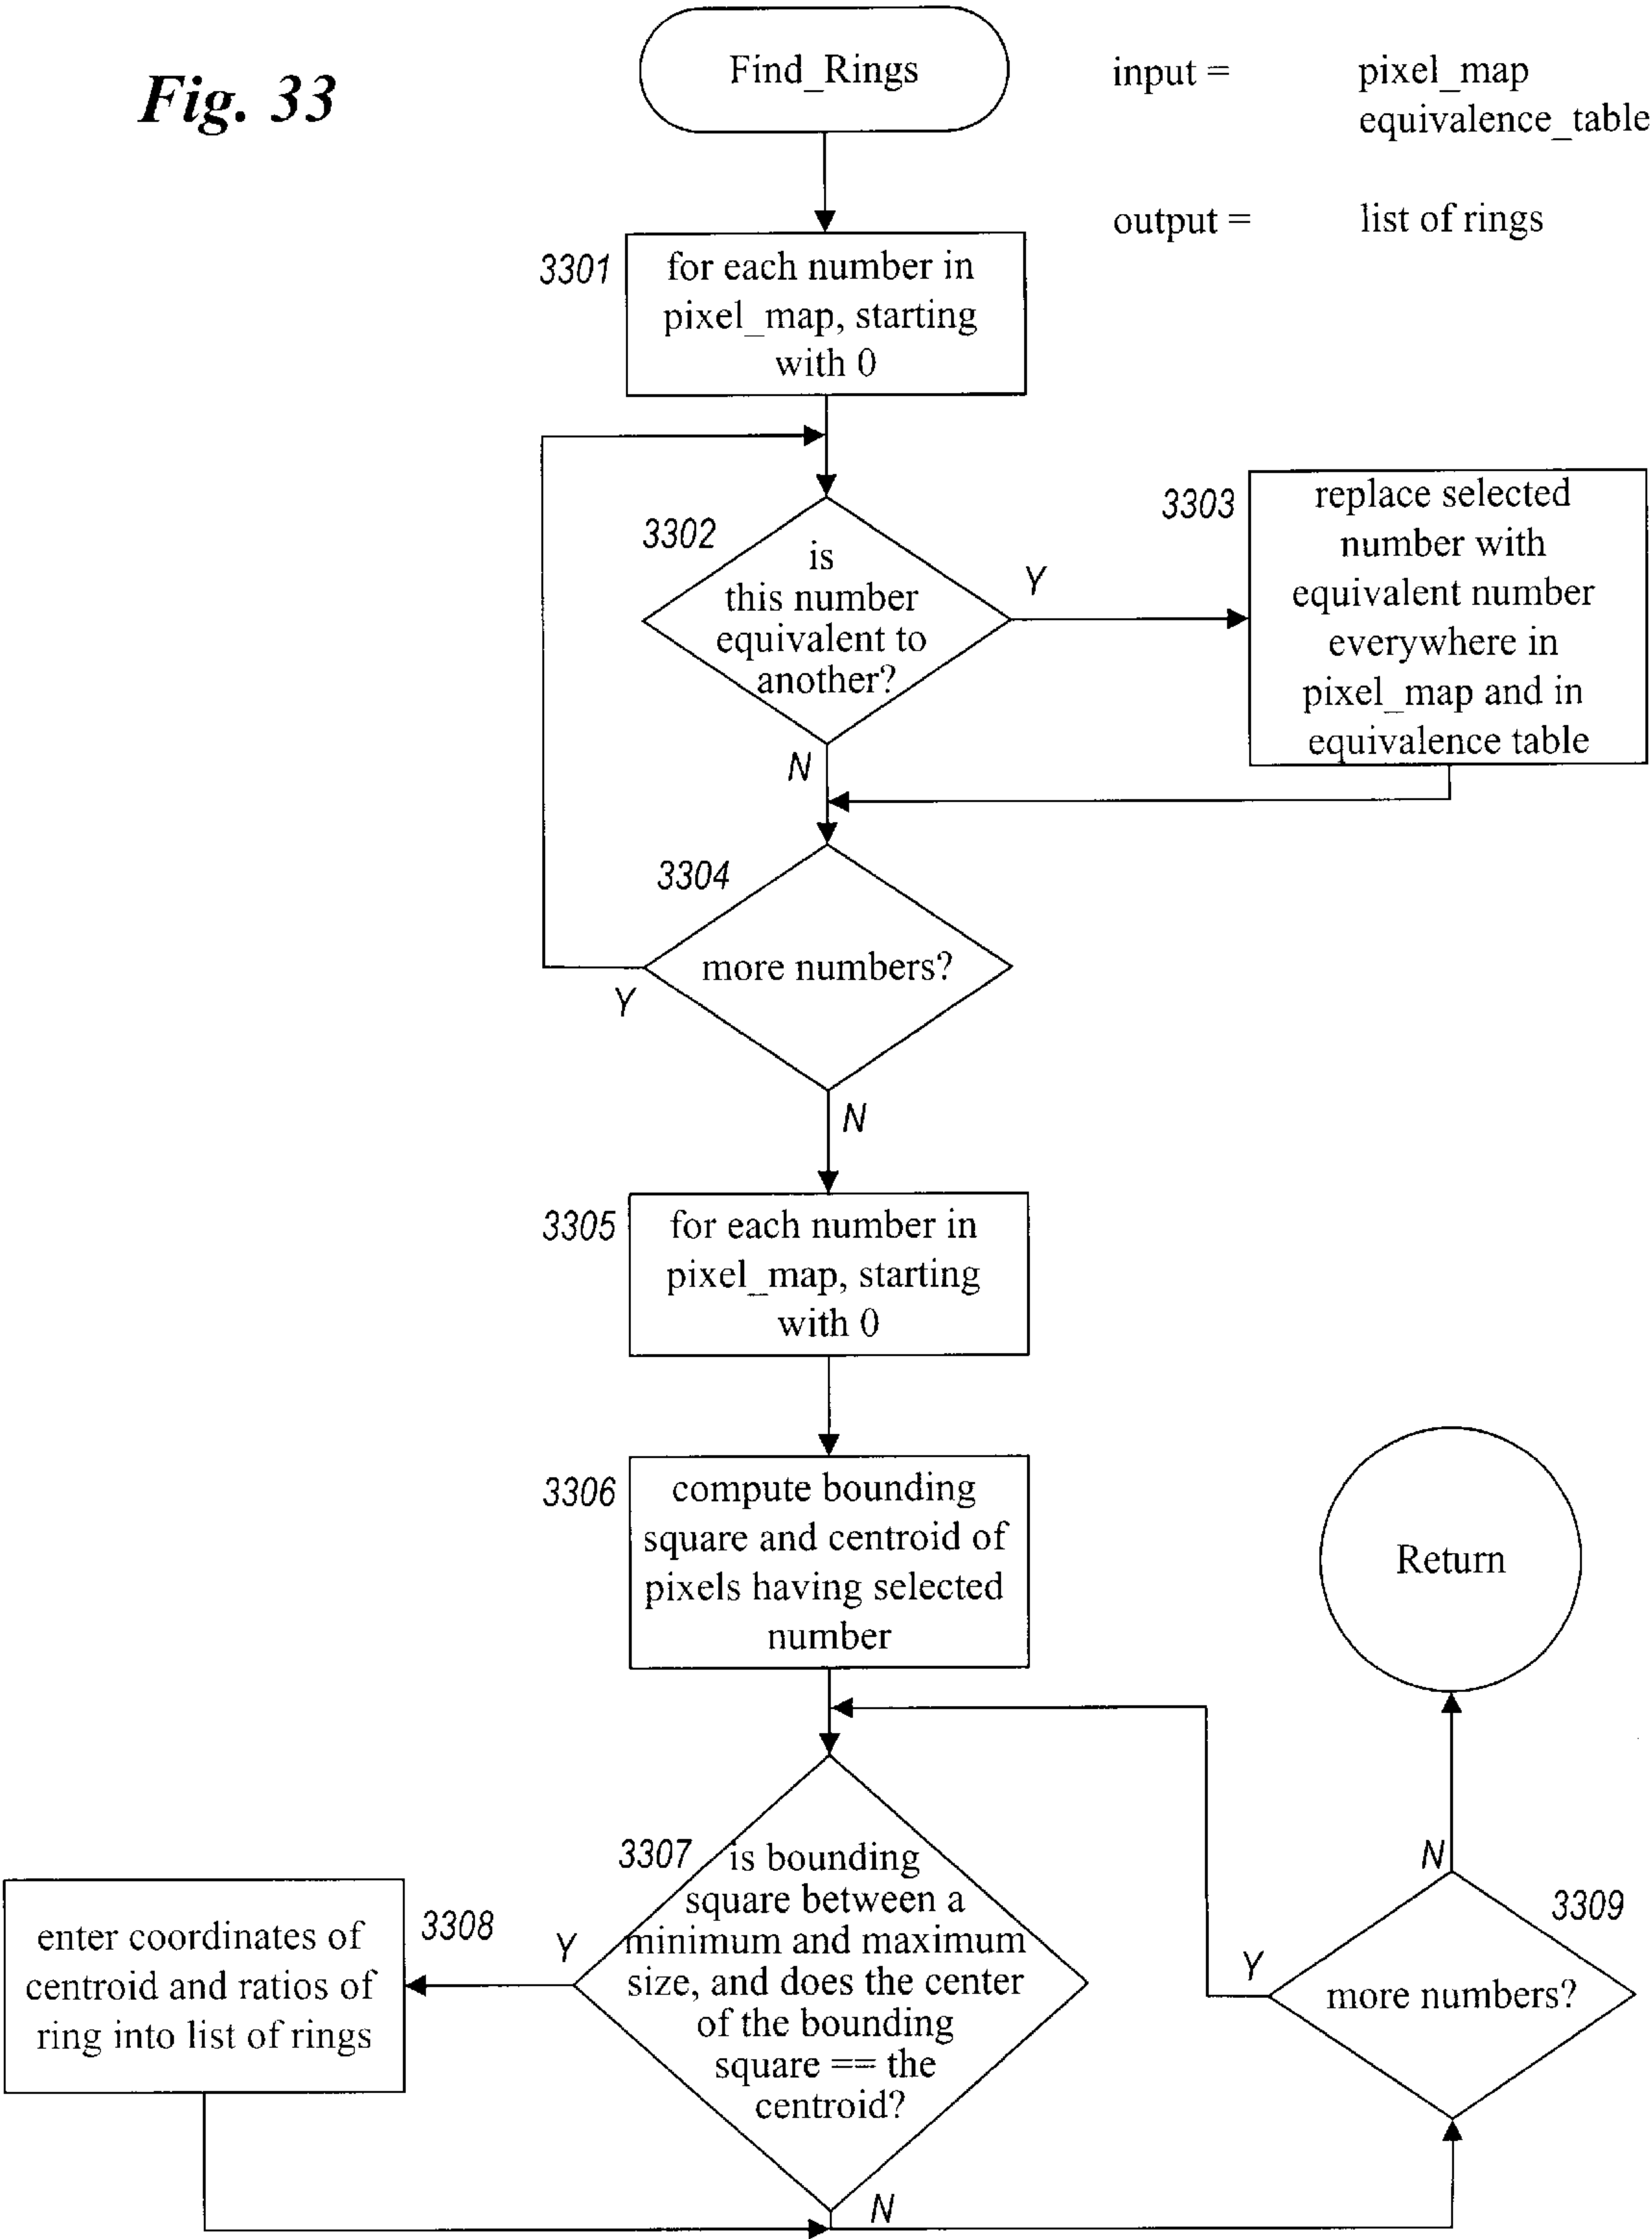 Fig. 33
Find_Rings
input = pixel_map
equivalence_table
output = list of rings
3301
for each number in
pixel_map, starting
with 0
3302
is
this number
equivalent to
another?
Y
N
3303
replace selected
number with
equivalent number
everywhere in
pixel_map and in
equivalence table
3304
more numbers?
Y
N
3305
for each number in
pixel_map, starting
with 0
3306
compute bounding
square and centroid of
pixels having selected
number
3307
is bounding
square between a
minimum and maximum
size, and does the center
of the bounding
square == the
centroid?
Y
N
3308
enter coordinates of
centroid and ratios of
ring into list of rings
3309
more numbers?
Y
N
Return